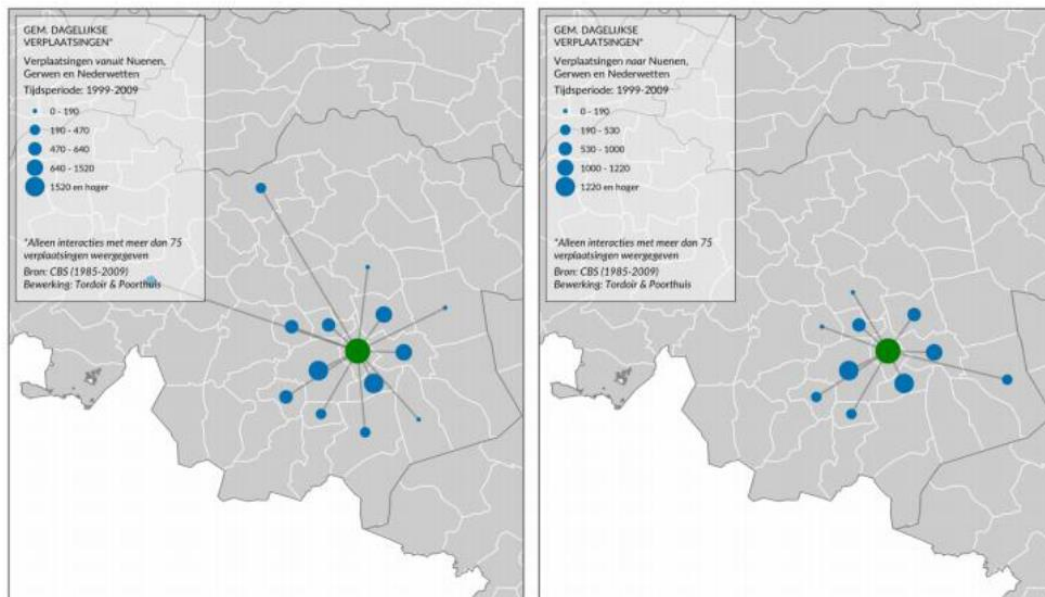 GEM. DAGELIJKSE
VERPLAATSINGEN*
Verplaatsingen vanuit Nuenen,
Gerwen en Nederwetten
Tijdsperiode: 1999-2009
0 - 190
190 - 470
470 - 640
640 - 1520
1520 en hoger
*Alleen interacties met meer dan 75
verplaatsingen weergegeven
Bron: CBS (1985-2009)
Bewerking: Tordoir & Poorthuis
GEM. DAGELIJKSE
VERPLAATSINGEN*
Verplaatsingen naar Nuenen,
Gerwen en Nederwetten
Tijdsperiode: 1999-2009
0 - 190
190 - 530
530 - 1000
1000 - 1220
1220 en hoger
*Alleen interacties met meer dan 75
verplaatsingen weergegeven
Bron: CBS (1985-2009)
Bewerking: Tordoir & Poorthuis